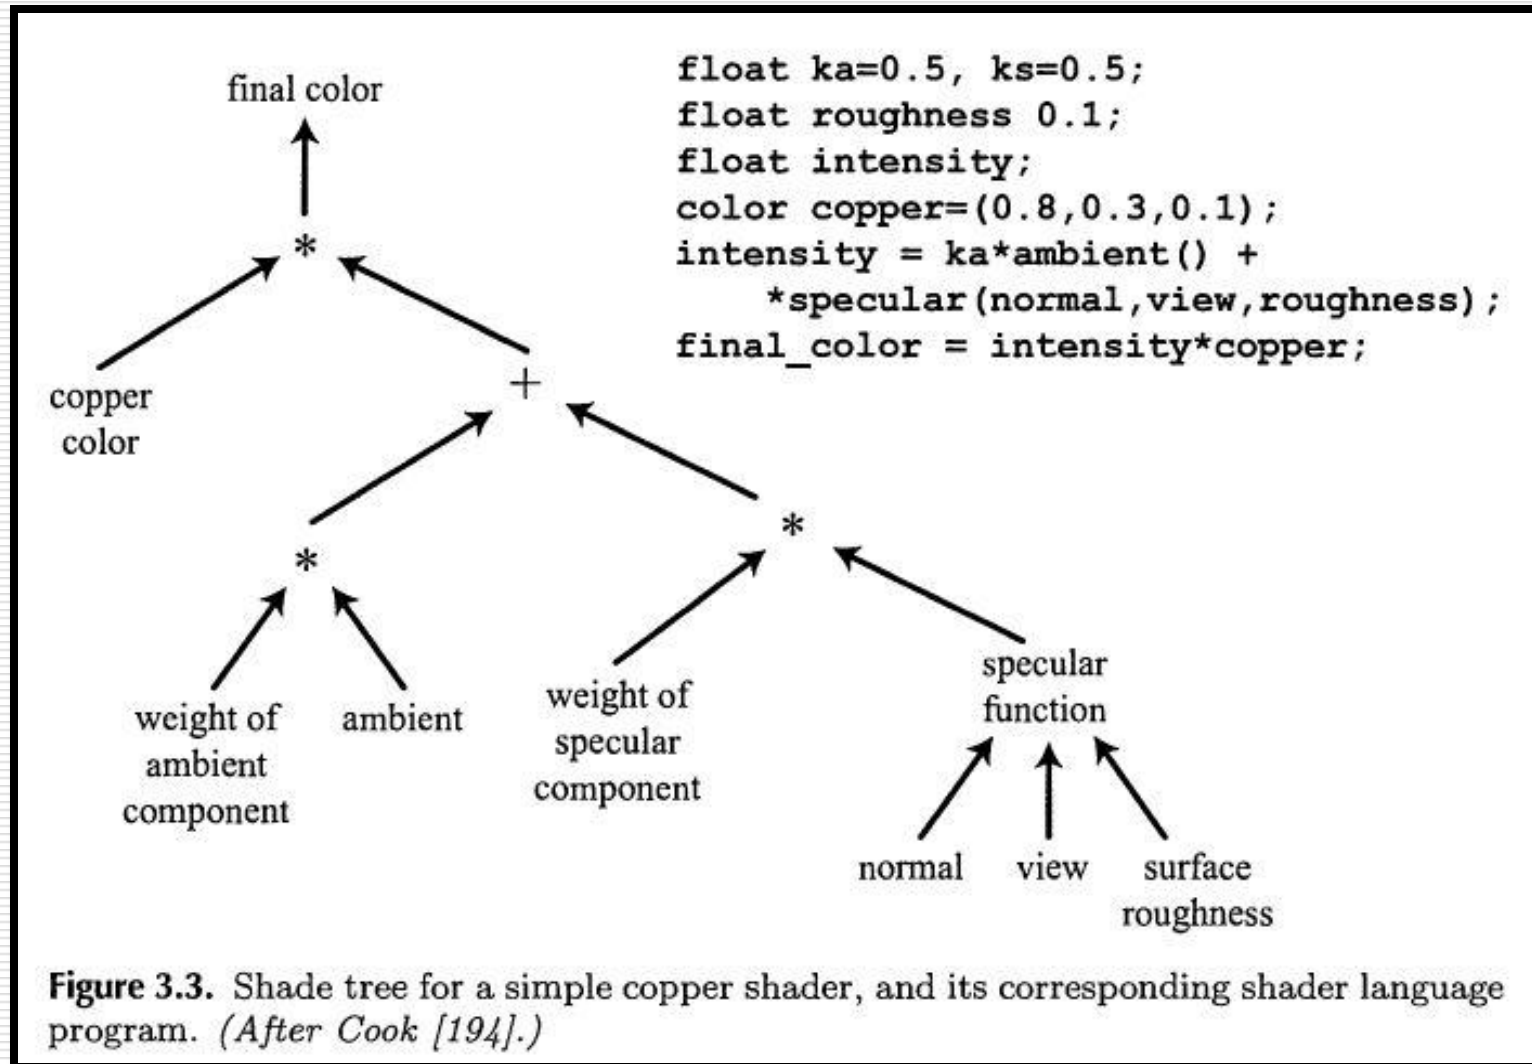 final color
*
copper
color
+
*
*
weight of
ambient
component
ambient
weight of
specular
component
specular
function
normal
view
surface
roughness
float ka=0.5, ks=0.5;
float roughness 0.1;
float intensity;
color copper=(0.8,0.3,0.1);
intensity = ka*ambient() +
*specular(normal,view,roughness);
final_color = intensity*copper;
Figure 3.3. Shade tree for a simple copper shader, and its corresponding shader language
program. (After Cook [194].)